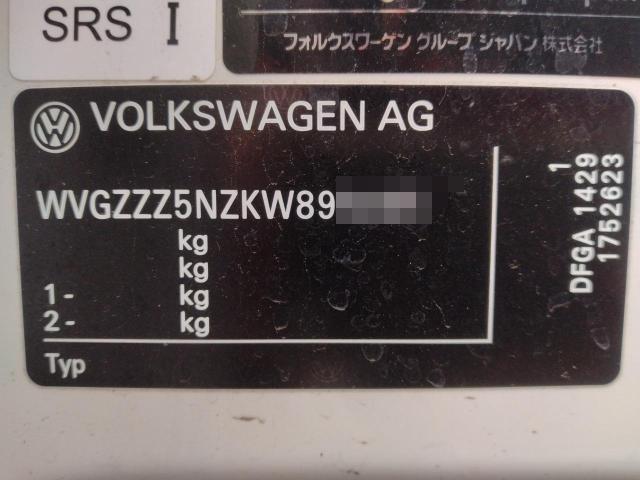 SRS I
フォルクスワーゲン グループ ジャパン 株式会社
VOLKSWAGEN AG
WVGZZZ5NZKW89
kg
kg
1- kg
2- kg
Typ
1
DFGA 1429
1752623